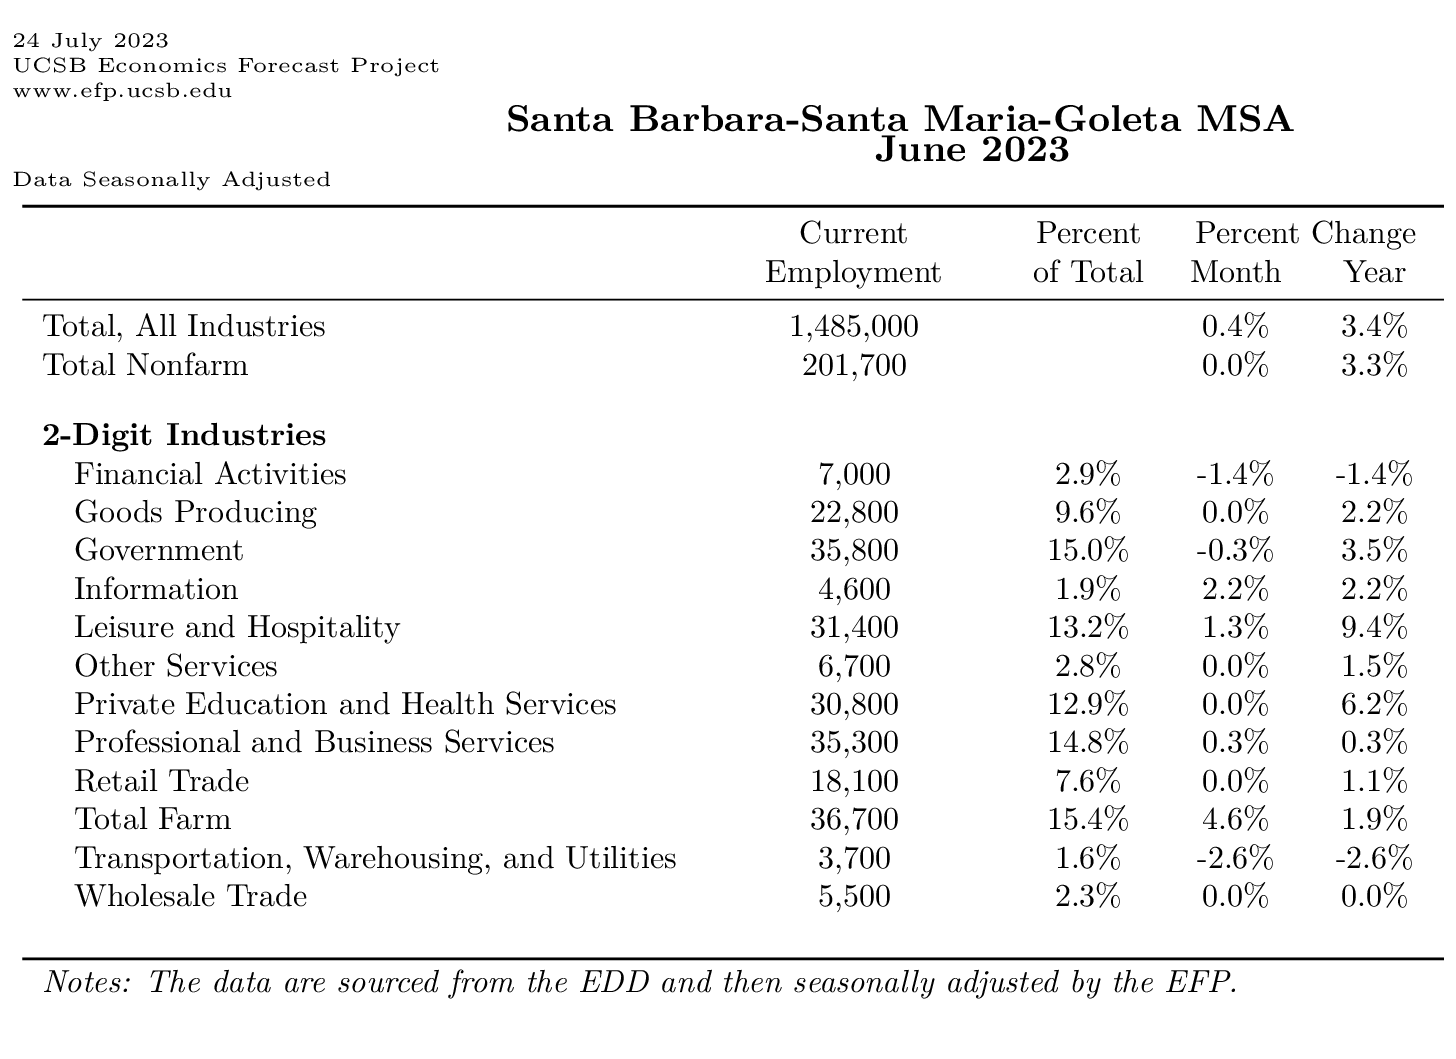 24 July 2023
UCSB Economics Forecast Project
www.efp.ucsb.edu
Santa Barbara-Santa Maria-Goleta MSA
June 2023
Data Seasonally Adjusted
Current Percent Percent Change
Employment of Total Month Year
Total, All Industries 1,485,000 0.4% 3.4%
Total Nonfarm 201,700 0.0% 3.3%
2-Digit Industries
Financial Activities 7,000 2.9% -1.4% -1.4%
Goods Producing 22,800 9.6% 0.0% 2.2%
Government 35,800 15.0% -0.3% 3.5%
Information 4,600 1.9% 2.2% 2.2%
Leisure and Hospitality 31,400 13.2% 1.3% 9.4%
Other Services 6,700 2.8% 0.0% 1.5%
Private Education and Health Services 30,800 12.9% 0.0% 6.2%
Professional and Business Services 35,300 14.8% 0.3% 0.3%
Retail Trade 18,100 7.6% 0.0% 1.1%
Total Farm 36,700 15.4% 4.6% 1.9%
Transportation, Warehousing, and Utilities 3,700 1.6% -2.6% -2.6%
Wholesale Trade 5,500 2.3% 0.0% 0.0%
Notes: The data are sourced from the EDD and then seasonally adjusted by the EFP.